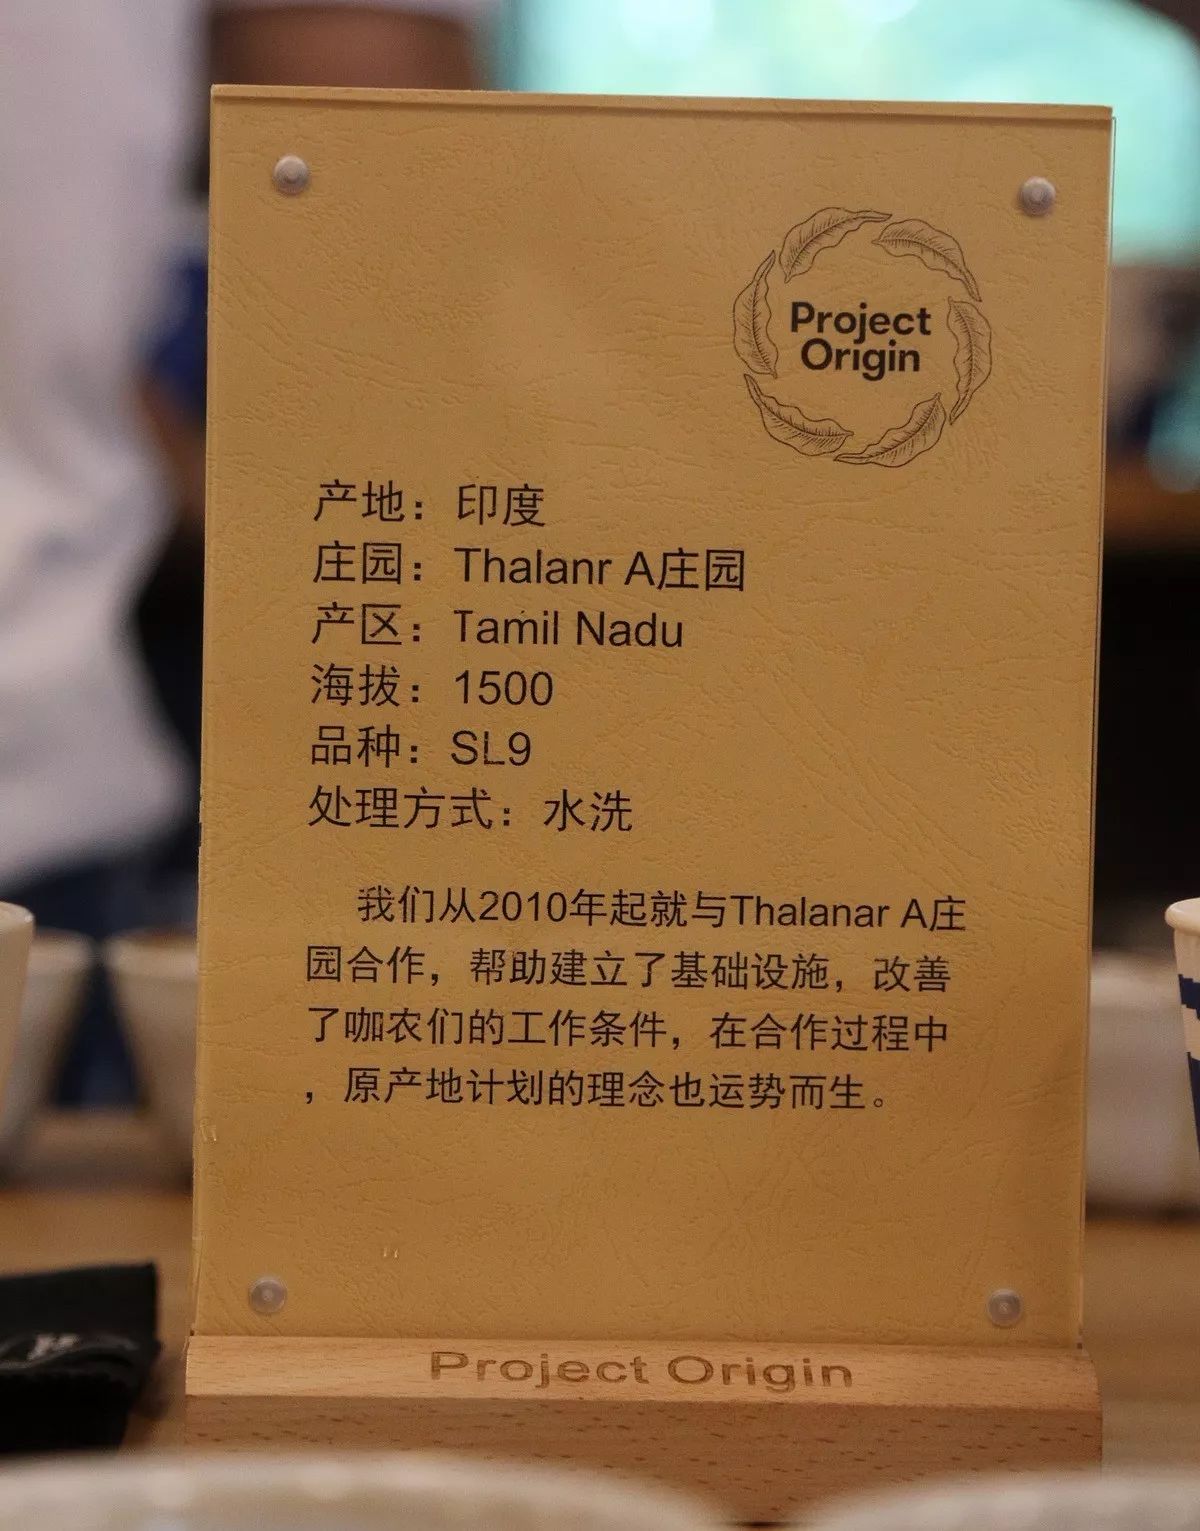 Project
Origin
产地：印度
庄园：Thalanr A庄园
产区：Tamil Nadu
海拔：1500
品种：SL9
处理方式：水洗
我们从2010年起就与Thalanar A庄
园合作，帮助建立了基础设施，改善
了咖农们的工作条件，在合作过程中
，原产地计划的理念也运势而生。
Project Origin